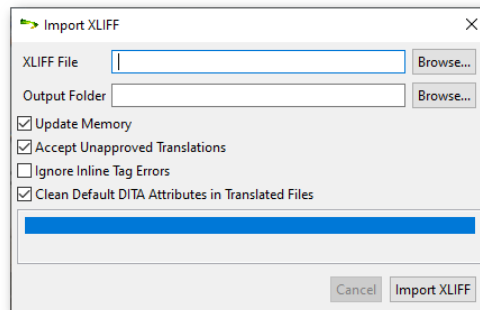 Import XLIFF
XLIFF File Browse...
Output Folder Browse...
Update Memory
Accept Unapproved Translations
Ignore Inline Tag Errors
Clean Default DITA Attributes in Translated Files
Cancel Import XLIFF